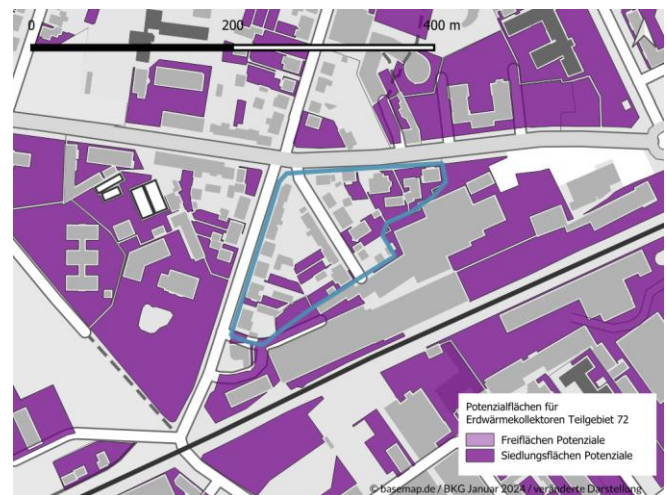 0 200 400 m
Potenzialflächen für
Erdwärmekollektoren Teilgebiet 72
Freiflächen Potenziale
Siedlungsflächen Potenziale
© basemap.de / BKG Januar 2024 / veränderte Darstellung